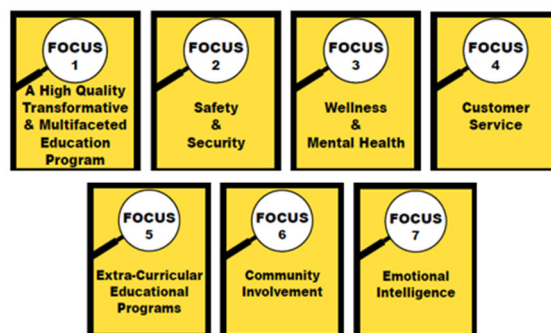 FOCUS
1
A High Quality
Transformative
& Multifaceted
Education
Program
FOCUS
2
Safety
&
Security
FOCUS
3
Wellness
&
Mental Health
FOCUS
4
Customer
Service
FOCUS
5
Extra-Curricular
Educational
Programs
FOCUS
6
Community
Involvement
FOCUS
7
Emotional
Intelligence